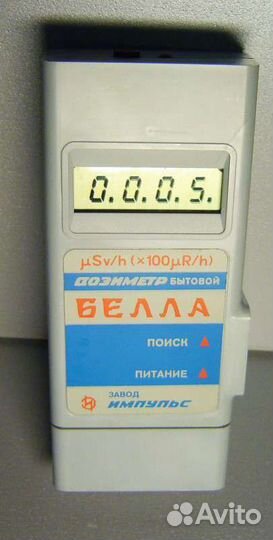 0.0.0.5.
μSv/h (×100μR/h)
ДОЗИМЕТР БЫТОВОЙ
БЕЛЛА
ПОИСК
ПИТАНИЕ
ЗАВОД
ИМПУЛЬС
Avito